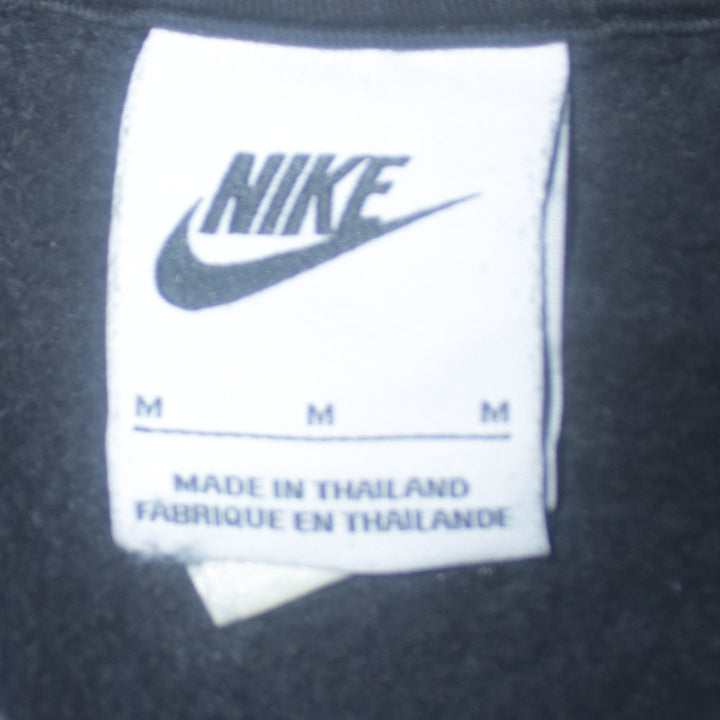 NIKE
M M M
MADE IN THAILAND
FABRIQUE EN THAILANDE